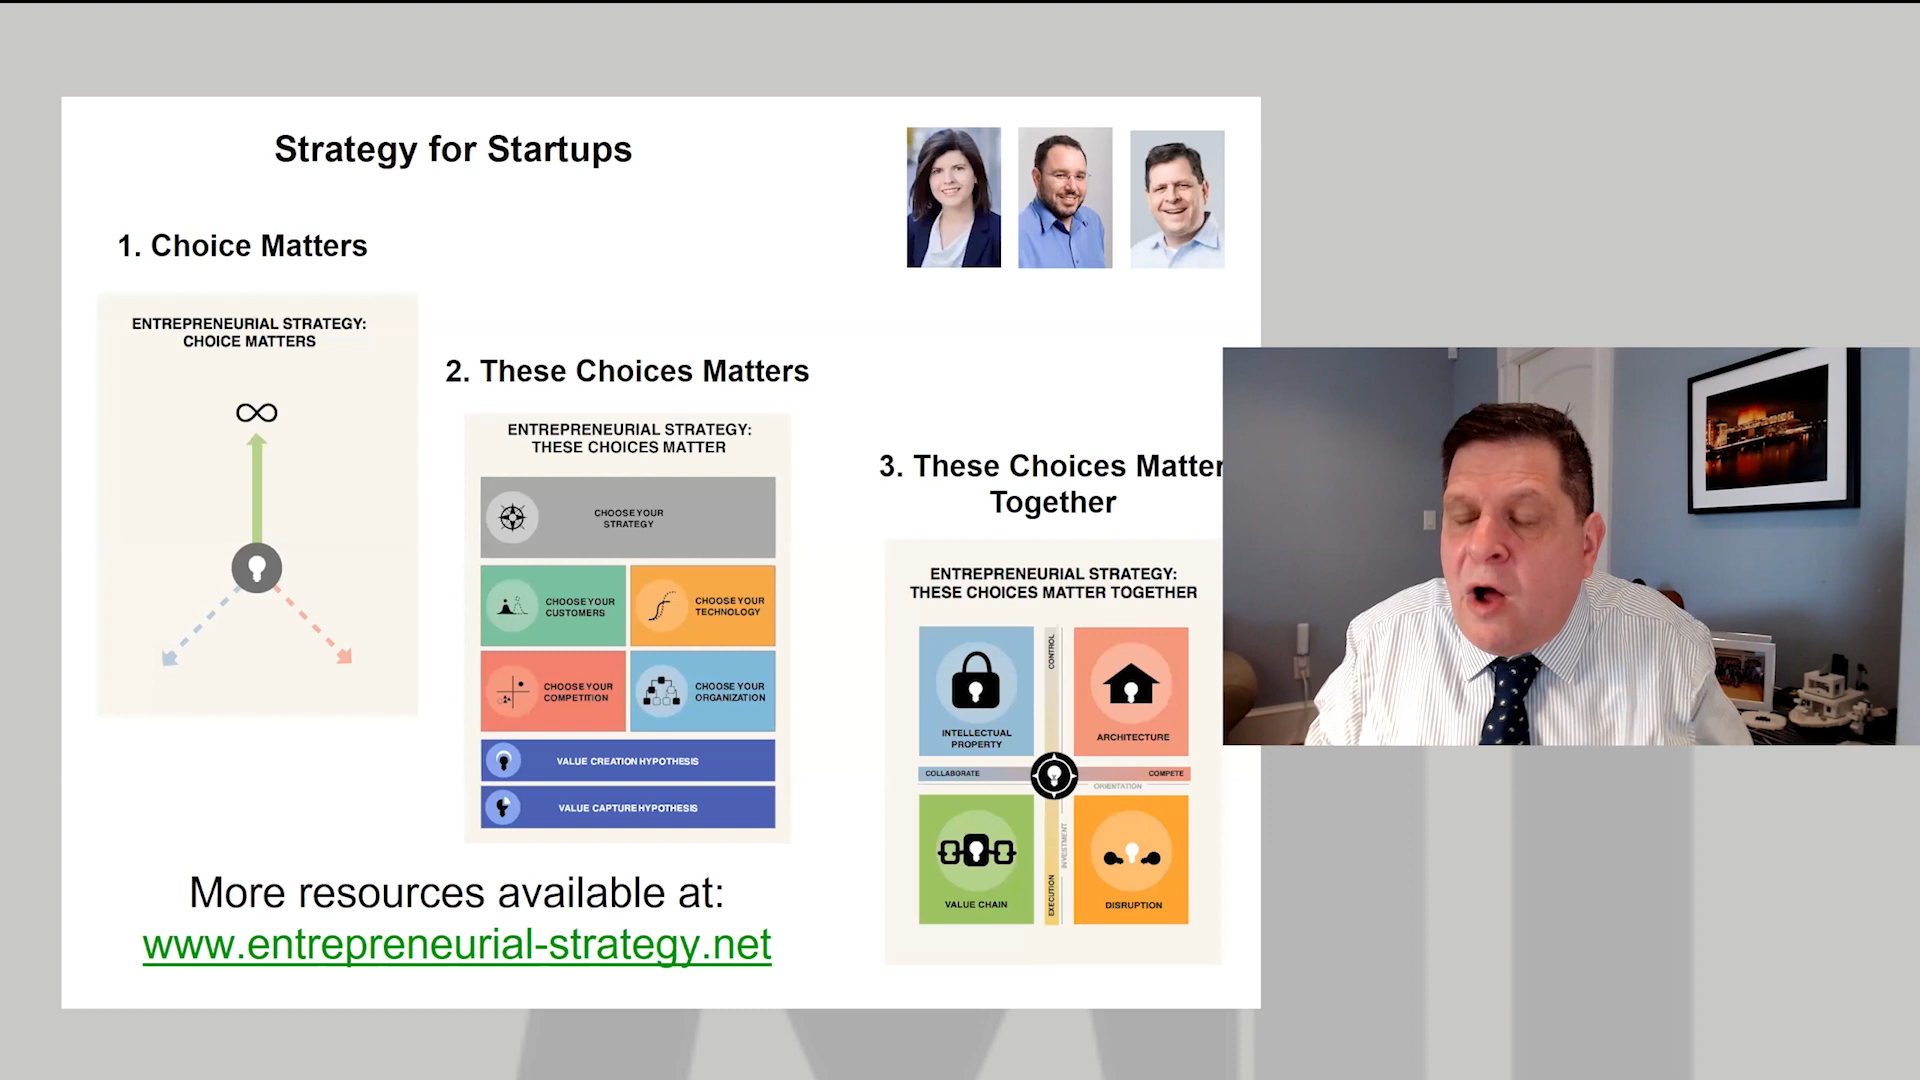 Strategy for Startups
1. Choice Matters
ENTREPRENEURIAL STRATEGY:
CHOICE MATTERS
∞
2. These Choices Matters
ENTREPRENEURIAL STRATEGY:
THESE CHOICES MATTER
CHOOSE YOUR
STRATEGY
CHOOSE YOUR
CUSTOMERS
CHOOSE YOUR
TECHNOLOGY
CHOOSE YOUR
COMPETITION
CHOOSE YOUR
ORGANIZATION
VALUE CREATION HYPOTHESIS
VALUE CAPTURE HYPOTHESIS
3. These Choices Matter
Together
ENTREPRENEURIAL STRATEGY:
THESE CHOICES MATTER TOGETHER
INTELLECTUAL
PROPERTY
CONTROL
ARCHITECTURE
COLLABORATE
COMPETE
ORIENTATION
VALUE CHAIN
EXECUTION
INVESTMENT
DISRUPTION
More resources available at:
www.entrepreneurial-strategy.net